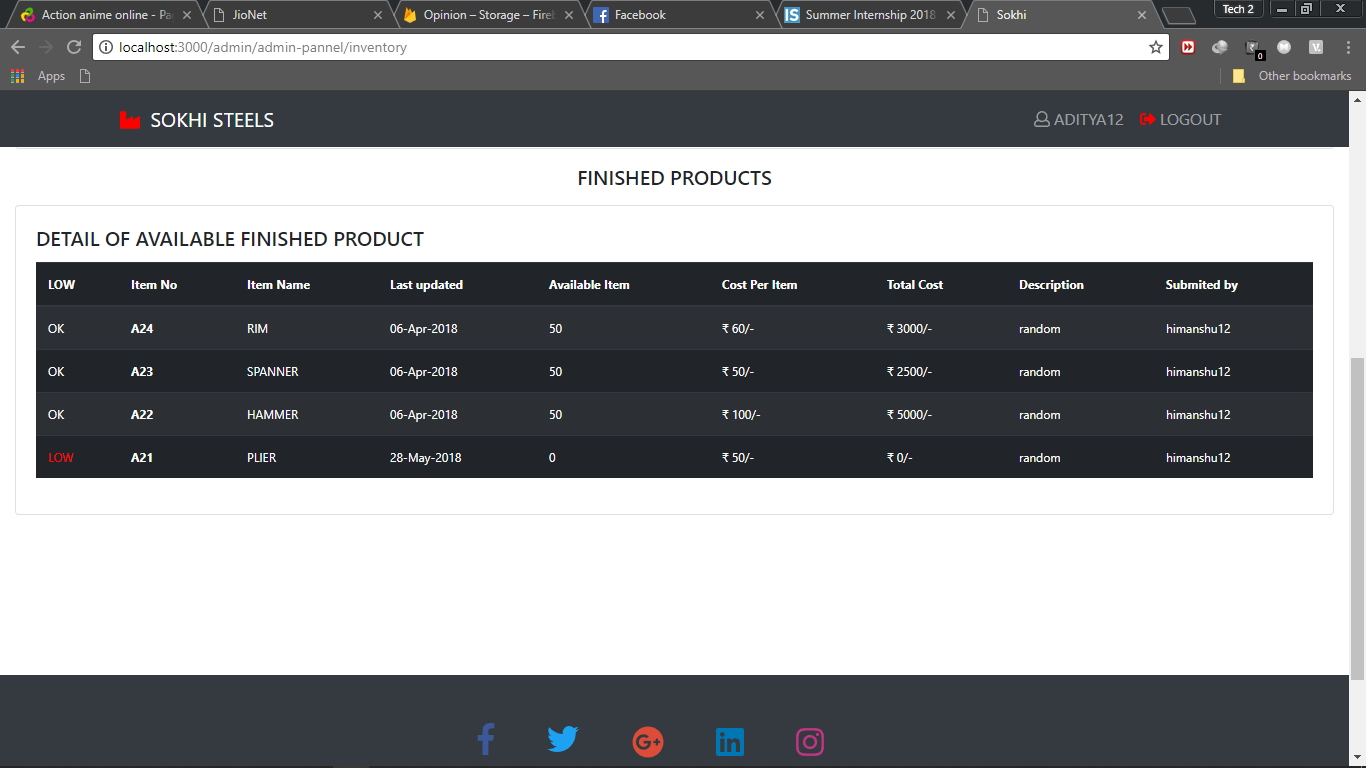 Action anime online - Pa
JioNet
Opinion – Storage – Fire
Facebook
IS Summer Internship 2018
Sokhi
Tech 2
localhost:3000/admin/admin-pannel/inventory
0
Apps
Other bookmarks
SOKHI STEELS
ADITYA12
LOGOUT
FINISHED PRODUCTS
DETAIL OF AVAILABLE FINISHED PRODUCT
LOW Item No Item Name Last updated Available Item Cost Per Item Total Cost Description Submited by
OK A24 RIM 06-Apr-2018 50 ₹ 60/- ₹ 3000/- random himanshu12
OK A23 SPANNER 06-Apr-2018 50 ₹ 50/- ₹ 2500/- random himanshu12
OK A22 HAMMER 06-Apr-2018 50 ₹ 100/- ₹ 5000/- random himanshu12
LOW A21 PLIER 28-May-2018 0 ₹ 50/- ₹ 0/- random himanshu12